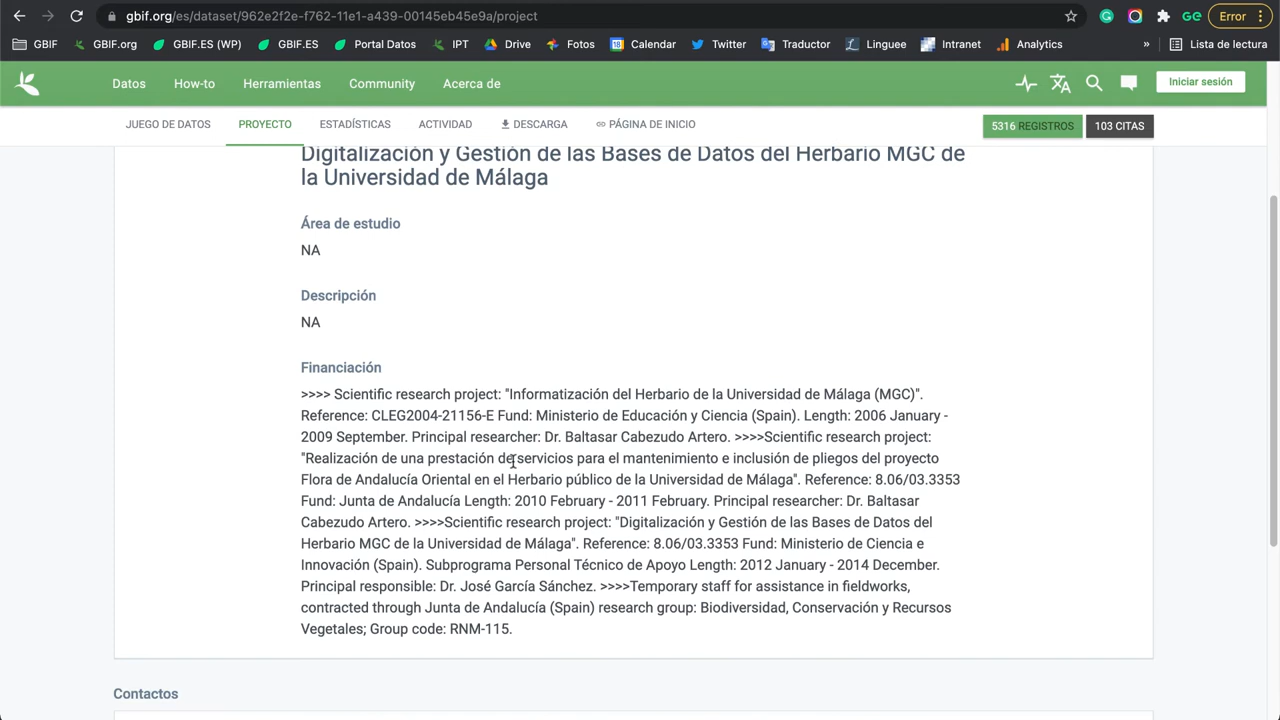 gbif.org/es/dataset/962e2f2e-f762-11e1-a439-00145eb45e9a/project
Error
GBIF
GBIF.org
GBIF.ES (WP)
GBIF.ES
Portal Datos
IPT
Drive
Fotos
Calendar
Twitter
Traductor
Linguee
Intranet
Analytics
»
Lista de lectura
Datos
How-to
Herramientas
Community
Acerca de
Iniciar sesión
JUEGO DE DATOS
PROYECTO
ESTADÍSTICAS
ACTIVIDAD
DESCARGA
PÁGINA DE INICIO
5316 REGISTROS
103 CITAS
Digitalización y Gestión de las Bases de Datos del Herbario MGC de
la Universidad de Málaga
Área de estudio
NA
Descripción
NA
Financiación
>>>> Scientific research project: "Informatización del Herbario de la Universidad de Málaga (MGC)".
Reference: CLEG2004-21156-E Fund: Ministerio de Educación y Ciencia (Spain). Length: 2006 January -
2009 September. Principal researcher: Dr. Baltasar Cabezudo Artero. >>>>Scientific research project:
"Realización de una prestación de servicios para el mantenimiento e inclusión de pliegos del proyecto
Flora de Andalucía Oriental en el Herbario público de la Universidad de Málaga". Reference: 8.06/03.3353
Fund: Junta de Andalucía Length: 2010 February - 2011 February. Principal researcher: Dr. Baltasar
Cabezudo Artero. >>>>Scientific research project: "Digitalización y Gestión de las Bases de Datos del
Herbario MGC de la Universidad de Málaga". Reference: 8.06/03.3353 Fund: Ministerio de Ciencia e
Innovación (Spain). Subprograma Personal Técnico de Apoyo Length: 2012 January - 2014 December.
Principal responsible: Dr. José García Sánchez. >>>>Temporary staff for assistance in fieldworks,
contracted through Junta de Andalucía (Spain) research group: Biodiversidad, Conservación y Recursos
Vegetales; Group code: RNM-115.
Contactos